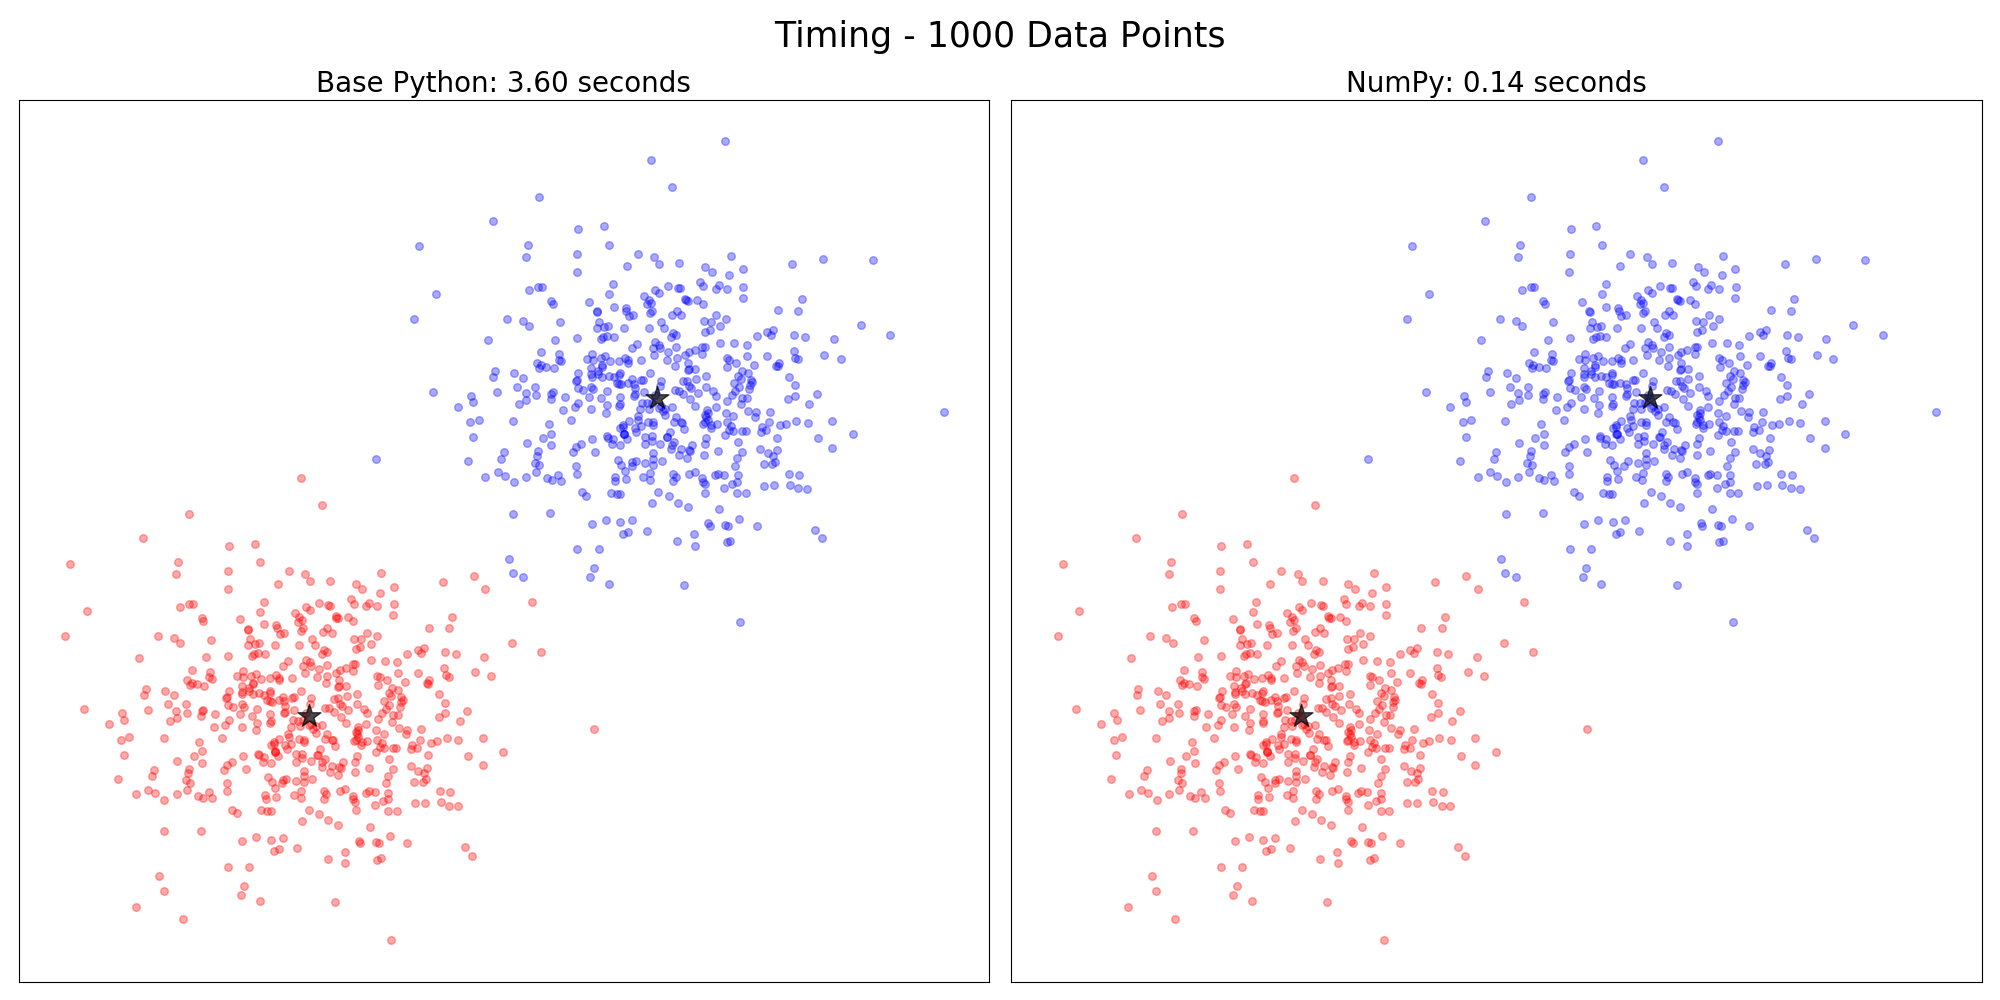 Timing - 1000 Data Points
Base Python: 3.60 seconds
NumPy: 0.14 seconds